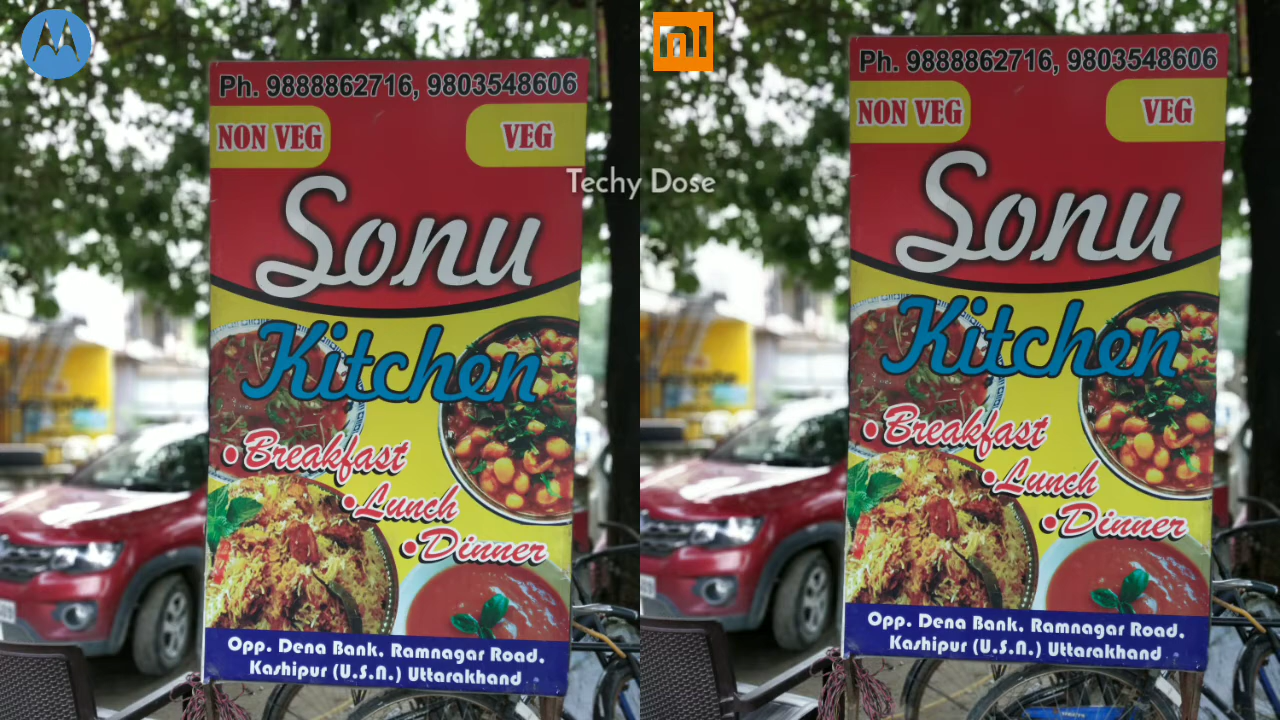 Ph. 9888862716, 9803548606
NON VEG
VEG
Sonu
Kitchen
•Breakfast
•Lunch
•Dinner
Opp. Dena Bank, Ramnagar Road,
Kashipur (U.S.N.) Uttarakhand
Techy Dose
Ph. 9888862716, 9803548606
NON VEG
VEG
Sonu
Kitchen
•Breakfast
•Lunch
•Dinner
Opp. Dena Bank, Ramnagar Road,
Kashipur (U.S.N.) Uttarakhand